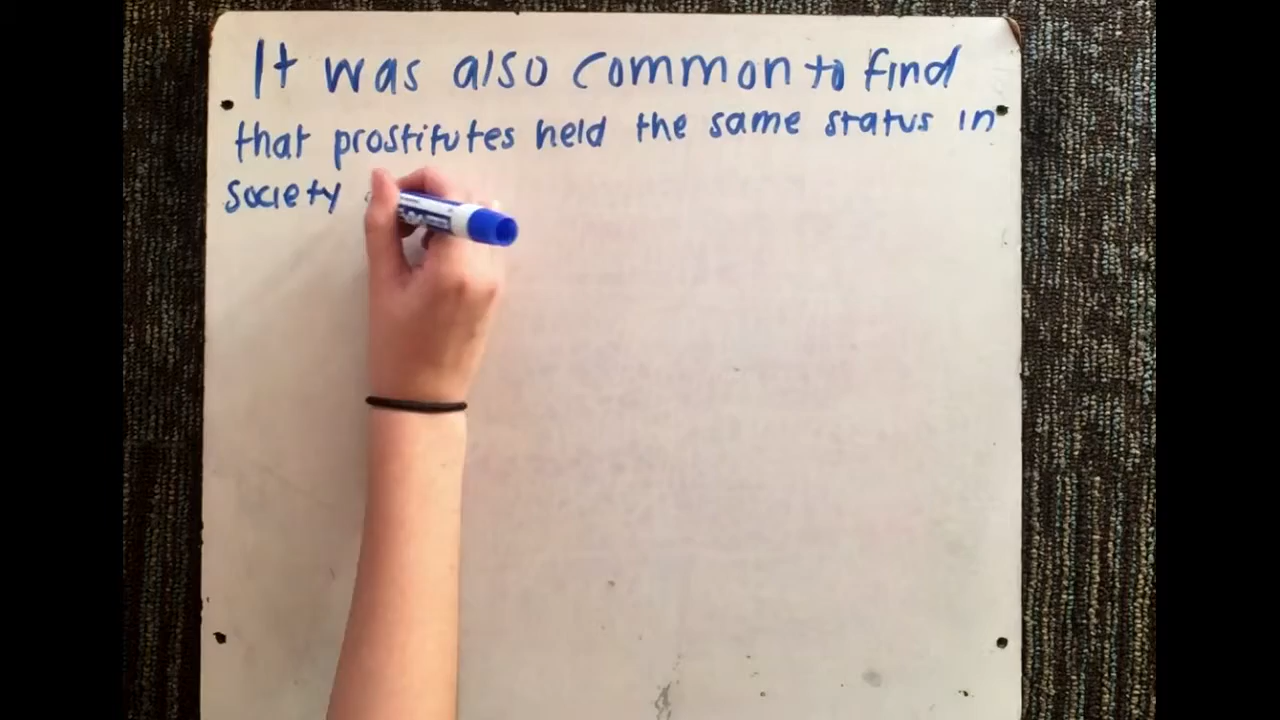 It was also common to find
that prostitutes held the same status in
society